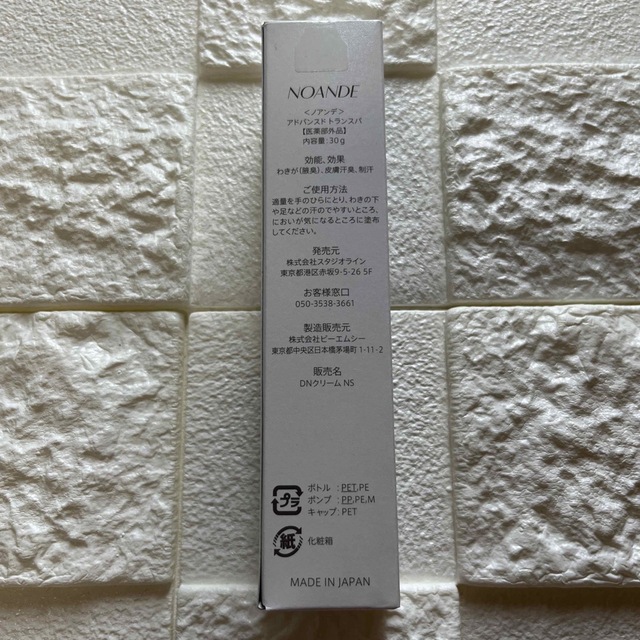 NOANDE
<ノアンデ>
アドバンスド トランスパ
【医薬部外品】
内容量:30g
効能、効果
わきが(腋臭)、皮膚汗臭、制汗
ご使用方法
適量を手のひらにとり、わきの下
や足などの汗のでやすいところ、
においが気になるところに塗布
してください。
発売元
株式会社スタジオライン
東京都港区赤坂9-5-26 5F
お客様窓口
050-3538-3661
製造販売元
株式会社ピーエムシー
東京都中央区日本橋茅場町1-11-2
販売名
DNクリーム NS
プラ
ボトル : PET,PE
ポンプ : PP,PE,M
キャップ: PET
紙
化粧箱
MADE IN JAPAN